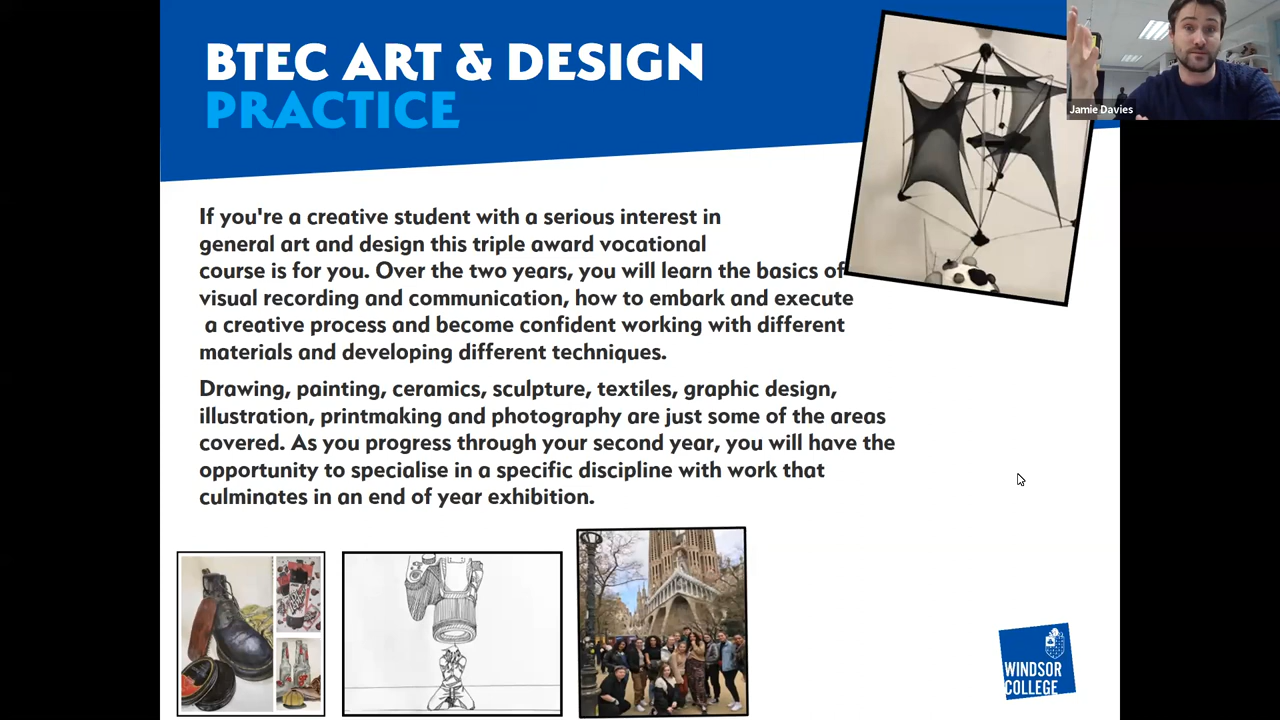 BTEC ART & DESIGN
PRACTICE
Jamie Davies
If you're a creative student with a serious interest in
general art and design this triple award vocational
course is for you. Over the two years, you will learn the basics of
visual recording and communication, how to embark and execute
a creative process and become confident working with different
materials and developing different techniques.
Drawing, painting, ceramics, sculpture, textiles, graphic design,
illustration, printmaking and photography are just some of the areas
covered. As you progress through your second year, you will have the
opportunity to specialise in a specific discipline with work that
culminates in an end of year exhibition.
WINDSOR
COLLEGE